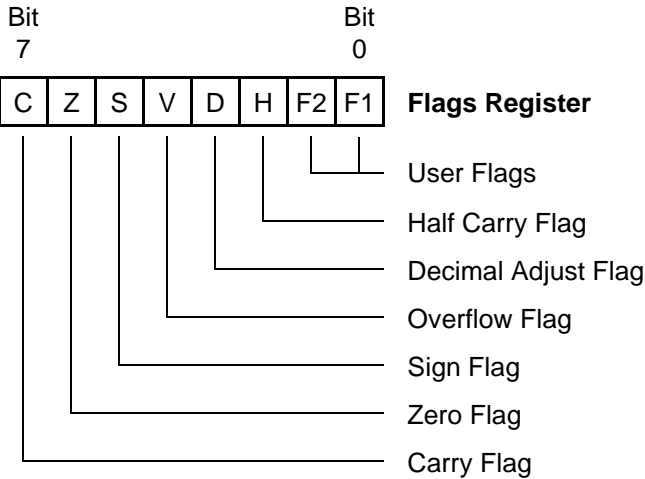 Bit Bit
7 0
C Z S V D H F2 F1 Flags Register
User Flags
Half Carry Flag
Decimal Adjust Flag
Overflow Flag
Sign Flag
Zero Flag
Carry Flag